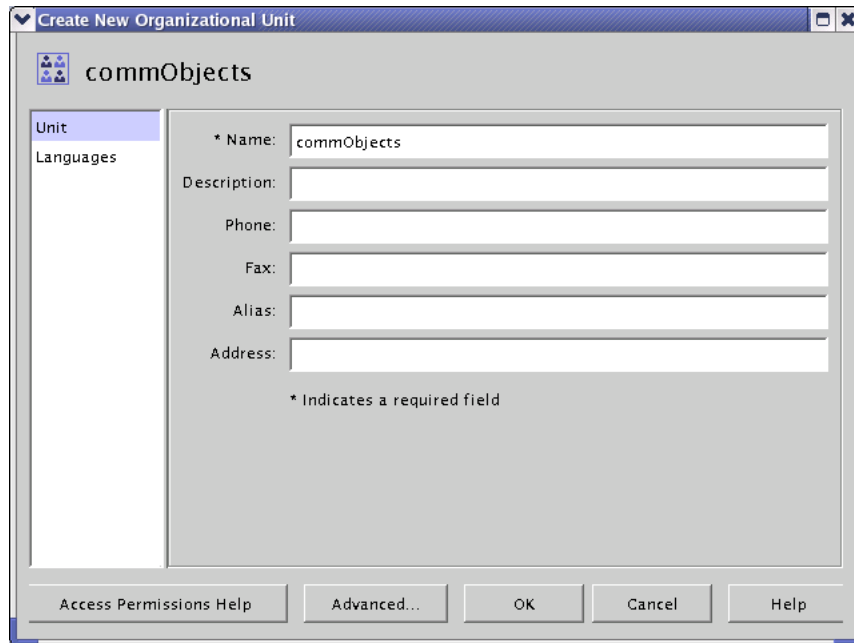 Create New Organizational Unit
commObjects
Unit
Languages
* Name: commObjects
Description:
Phone:
Fax:
Alias:
Address:
* Indicates a required field
Access Permissions Help Advanced... OK Cancel Help